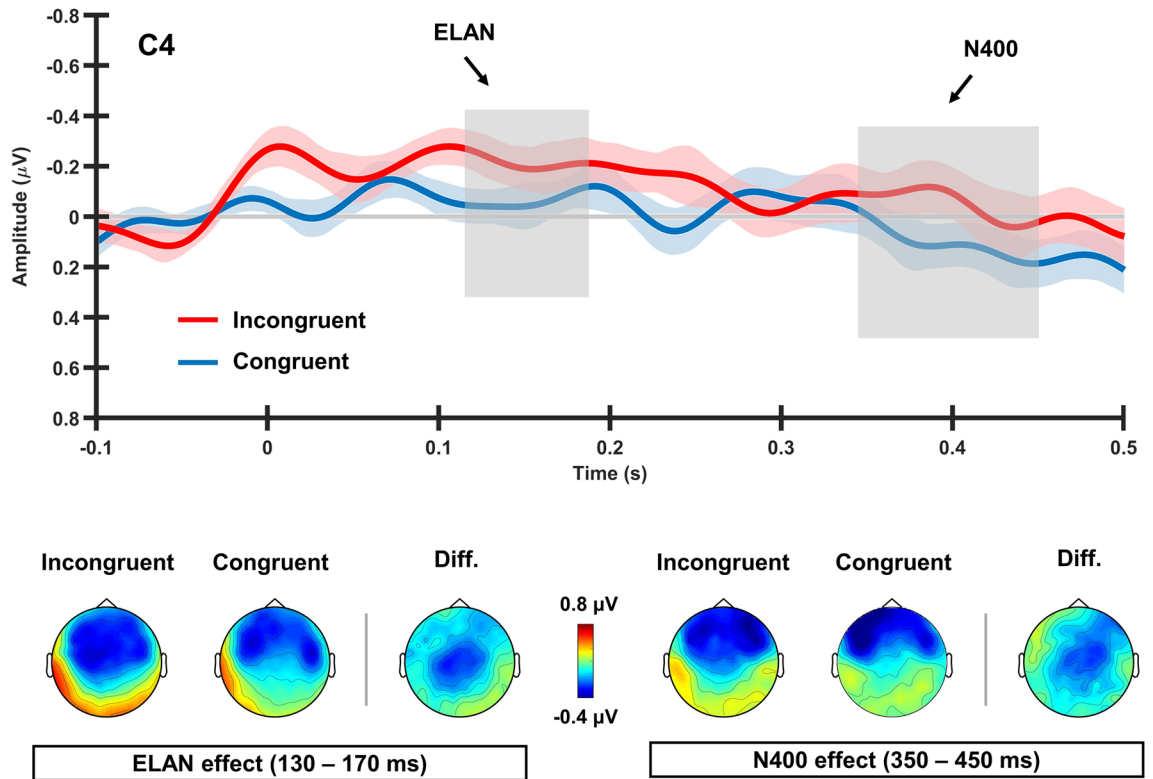 -0.8
-0.6
-0.4
-0.2
0
0.2
0.4
0.6
0.8
Amplitude (μV)
C4
ELAN
N400
Incongruent
Congruent
-0.1
0
0.1
0.2
0.3
0.4
0.5
Time (s)
Incongruent
Congruent
Diff.
0.8 μV
-0.4 μV
ELAN effect (130 – 170 ms)
Incongruent
Congruent
Diff.
N400 effect (350 – 450 ms)